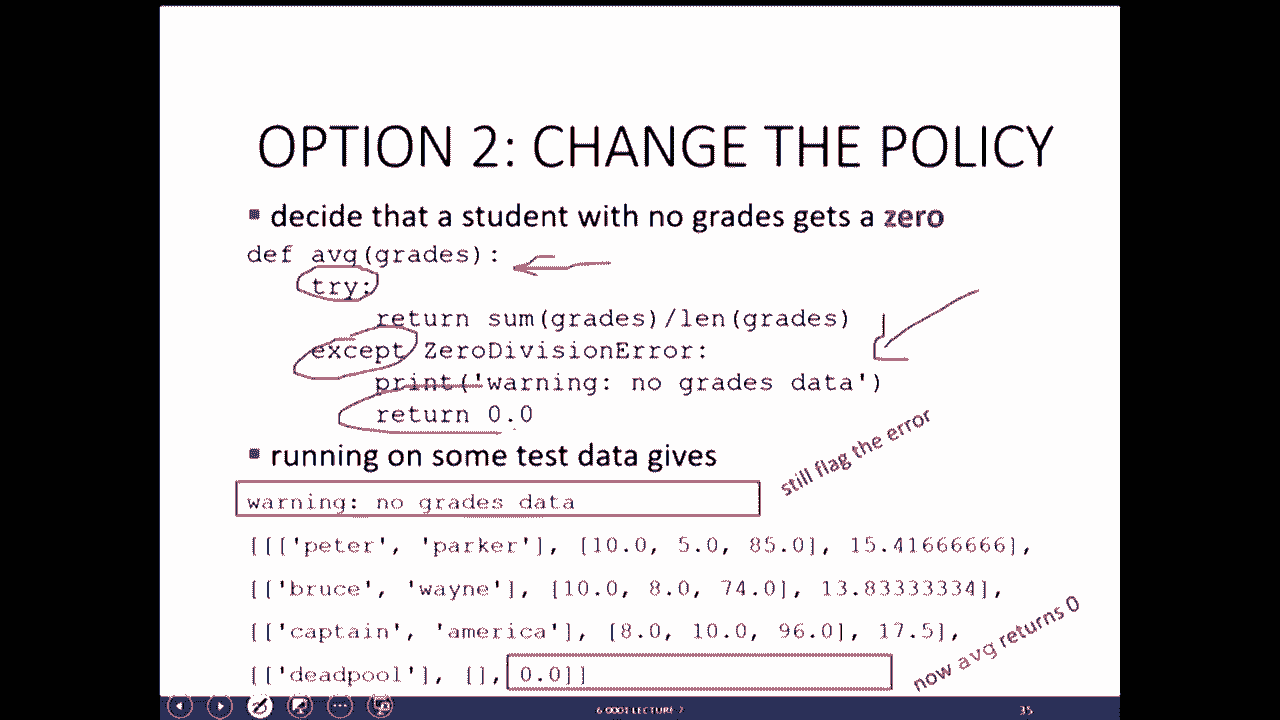 OPTION 2: CHANGE THE POLICY
▪ decide that a student with no grades gets a zero
def avg(grades):
    try:
        return sum(grades)/len(grades)
    except ZeroDivisionError:
        print('warning: no grades data')
        return 0.0
▪ running on some test data gives
still flag the error
warning: no grades data
[[['peter', 'parker'], [10.0, 5.0, 85.0], 15.41666666],
[['bruce', 'wayne'], [10.0, 8.0, 74.0], 13.83333334],
[['captain', 'america'], [8.0, 10.0, 96.0], 17.5],
[['deadpool'], [], 0.0]]
now avg returns 0
6.0001 LECTURE 7
35